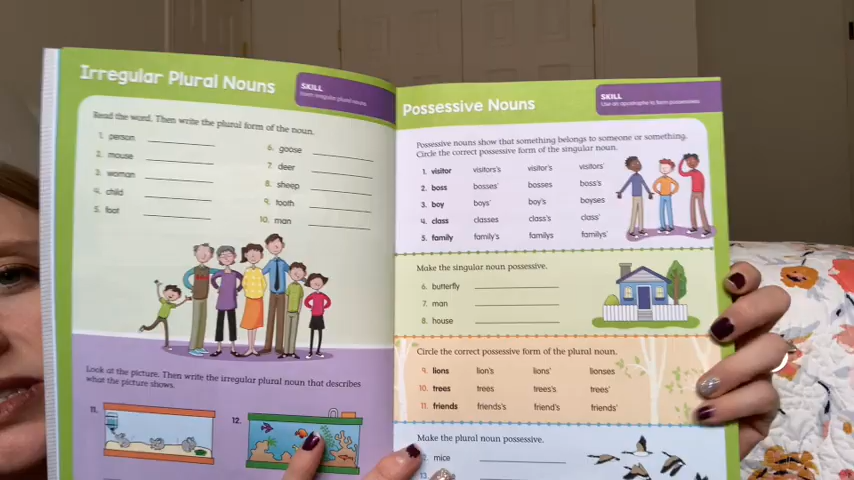 Irregular Plural Nouns
SKILL
Form irregular plural nouns.
Read the word. Then write the plural form of the noun.
1. person
2. mouse
3. woman
4. child
5. foot
6. goose
7. deer
8. sheep
9. tooth
10. man
Look at the picture. Then write the irregular plural noun that describes
what the picture shows.
11.
12.
Possessive Nouns
SKILL
Use an apostrophe to form possessives.
Possessive nouns show that something belongs to someone or something.
Circle the correct possessive form of the singular noun.
1. visitor visitors's visitor's visitors'
2. boss bosses' bosses boss's
3. boy boys' boy's boyses
4. class classes class's class'
5. family family's familys familys'
Make the singular noun possessive.
6. butterfly
7. man
8. house
Circle the correct possessive form of the plural noun.
9. lions lion's lions' lionses
10. trees trees trees's trees'
11. friends friends's friend's friends'
Make the plural noun possessive.
mice
13.